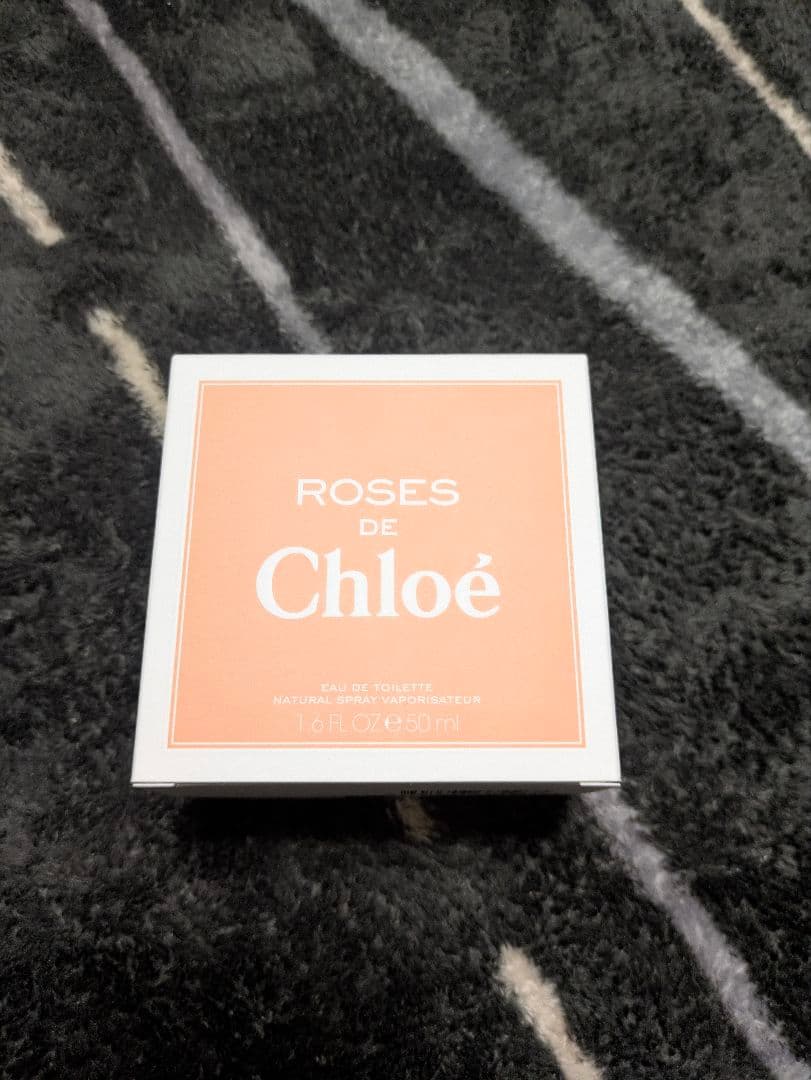 ROSES
DE
Chloé
EAU DE TOILETTE
NATURAL SPRAY VAPORISATEUR
1.6 FL OZ ℮ 50 ml